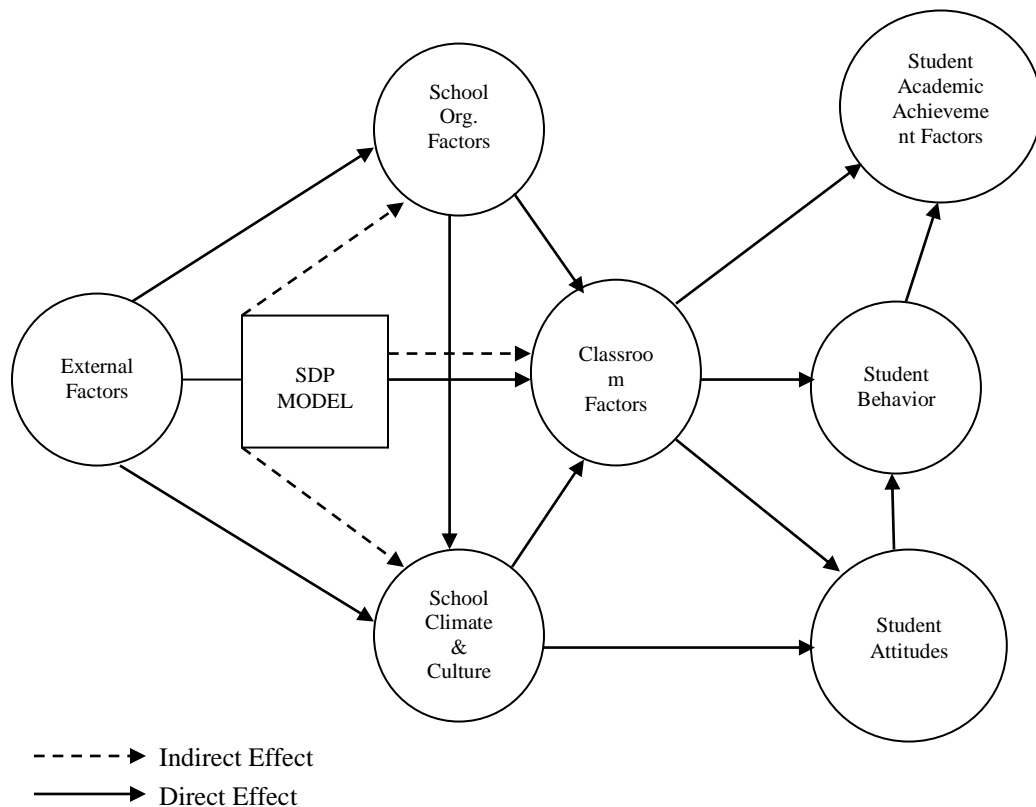 School
Org.
Factors
Student
Academic
Achieveme
nt Factors
External
Factors
SDP
MODEL
Classroo
m
Factors
Student
Behavior
School
Climate
&
Culture
Student
Attitudes
Indirect Effect
Direct Effect